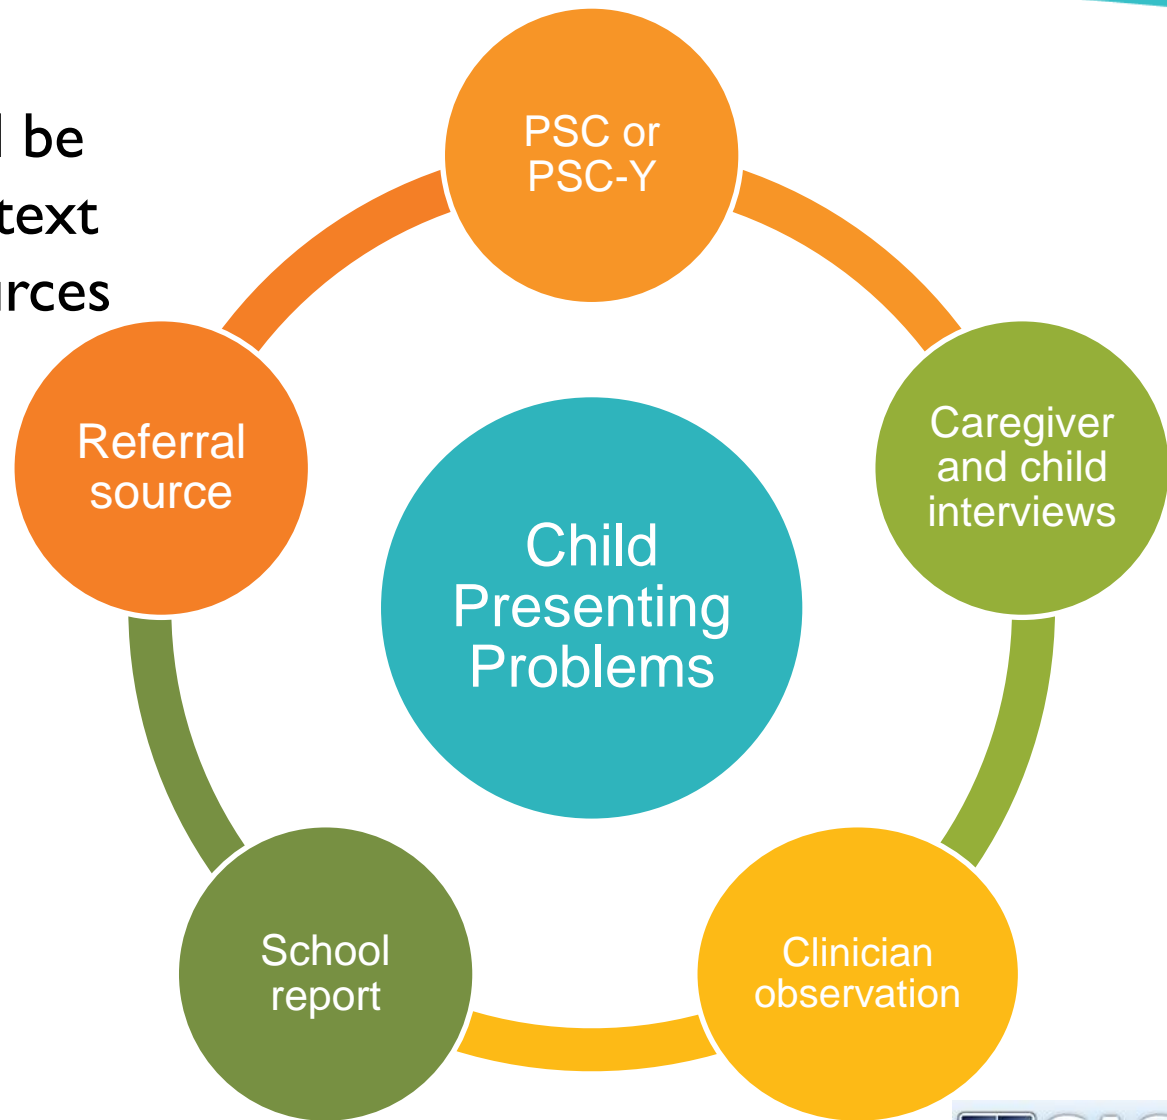 be
text
rces
PSC or
PSC-Y
Referral
source
Caregiver
and child
interviews
Child
Presenting
Problems
School
report
Clinician
observation